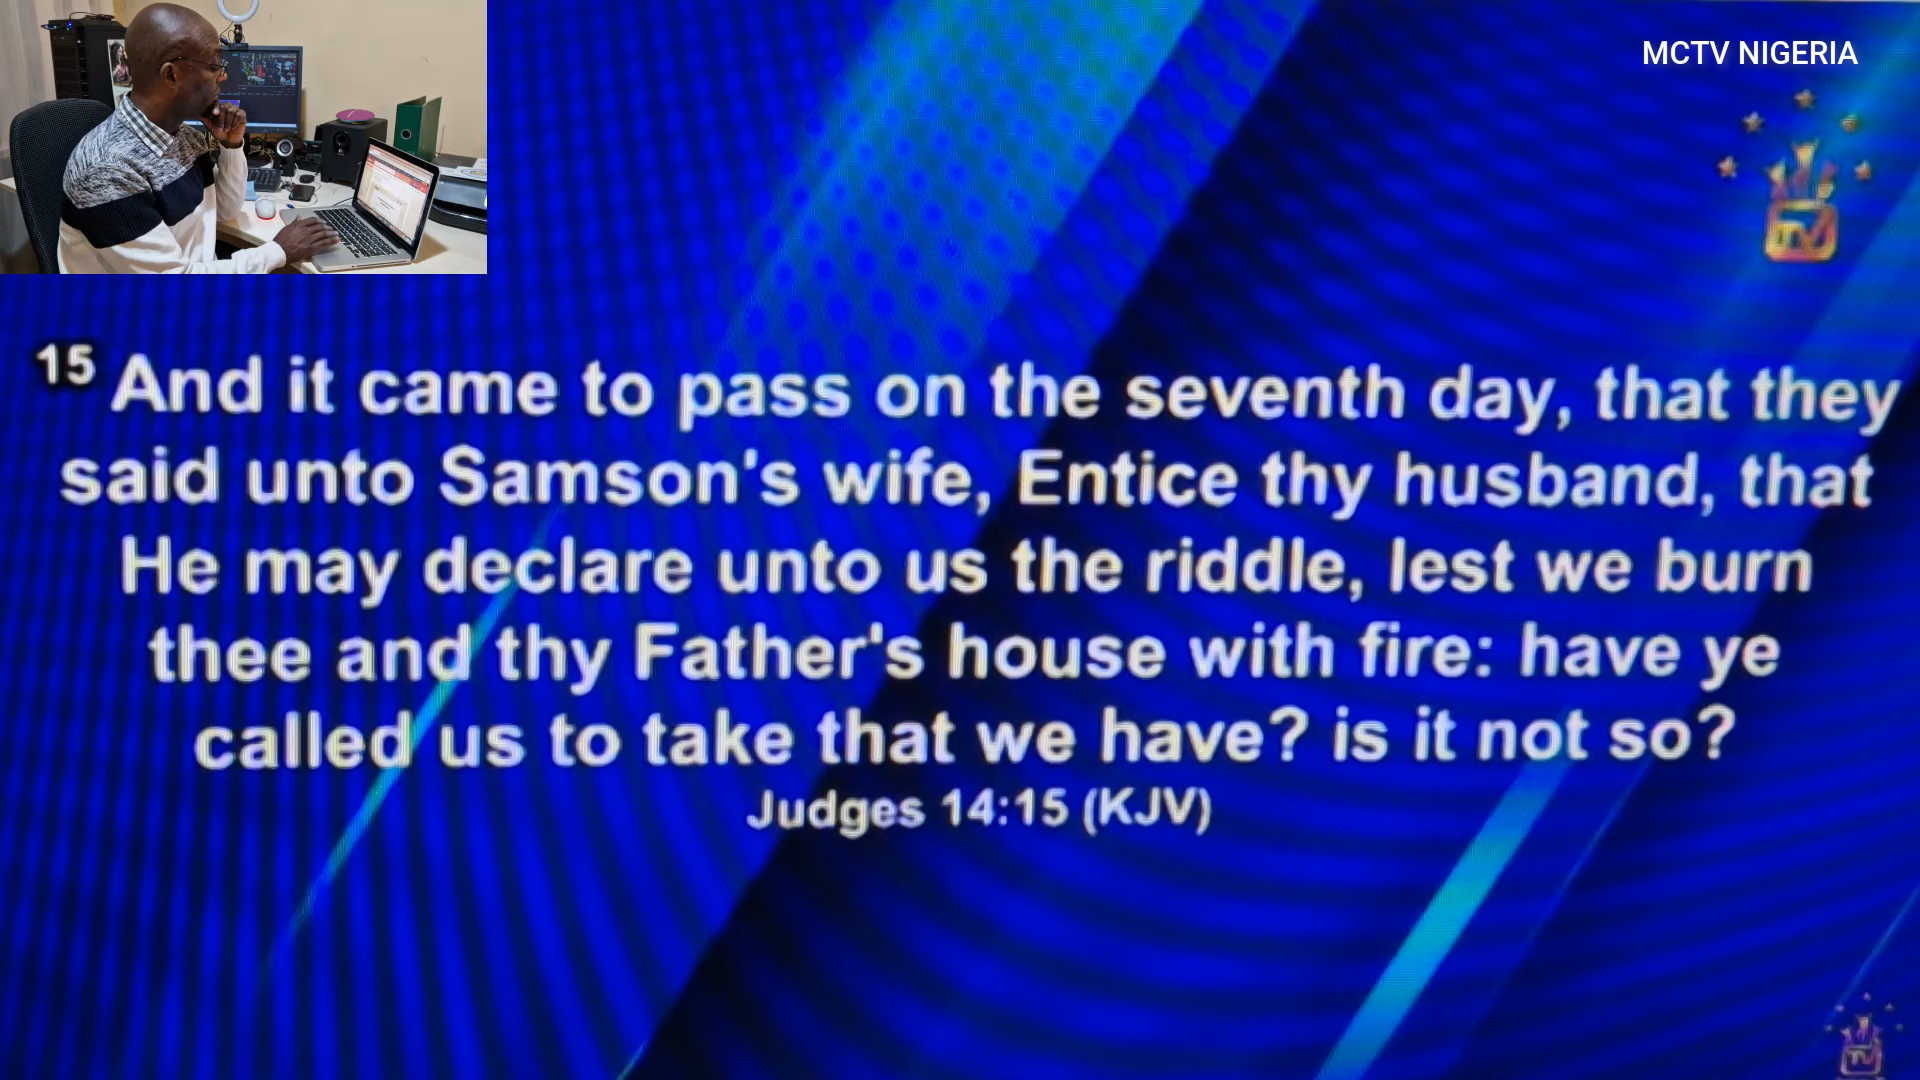 MCTV NIGERIA
TV
15 And it came to pass on the seventh day, that they
said unto Samson's wife, Entice thy husband, that
He may declare unto us the riddle, lest we burn
thee and thy Father's house with fire: have ye
called us to take that we have? is it not so?
Judges 14:15 (KJV)
TV